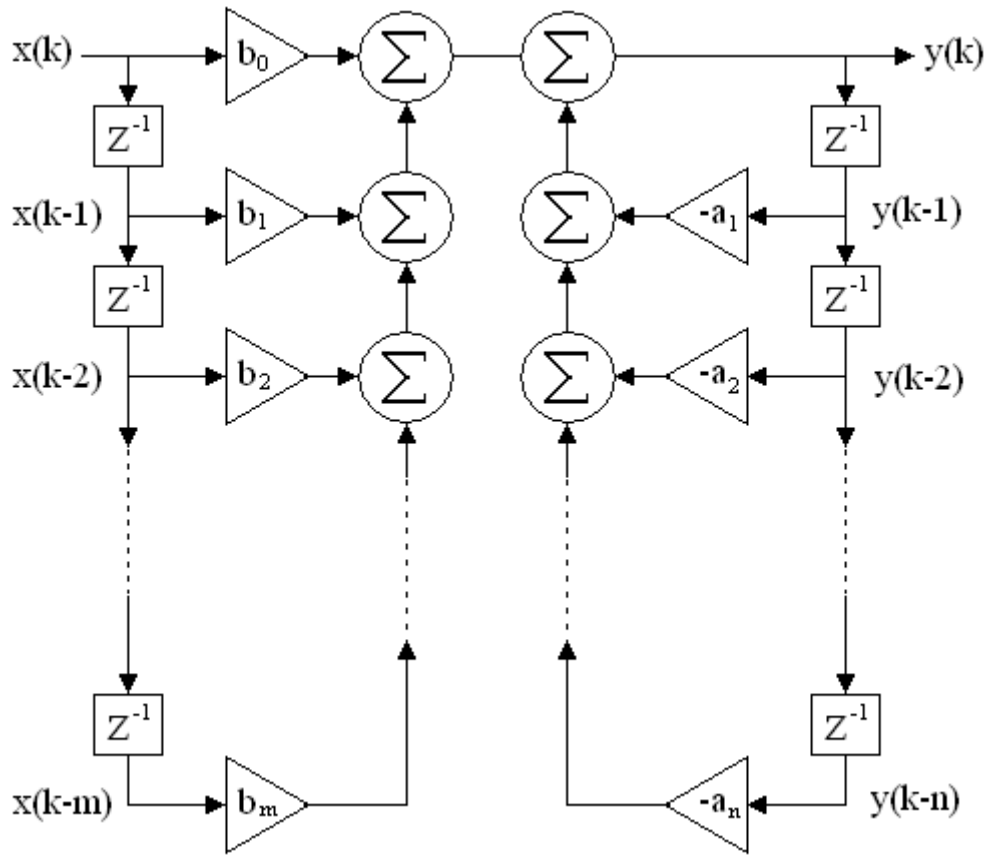 x(k) b₀ Σ Σ y(k)
Z⁻¹ Z⁻¹
x(k-1) b₁ Σ Σ -a₁ y(k-1)
Z⁻¹ Z⁻¹
x(k-2) b₂ Σ Σ -a₂ y(k-2)
Z⁻¹ Z⁻¹
x(k-m) bₘ -aₙ y(k-n)